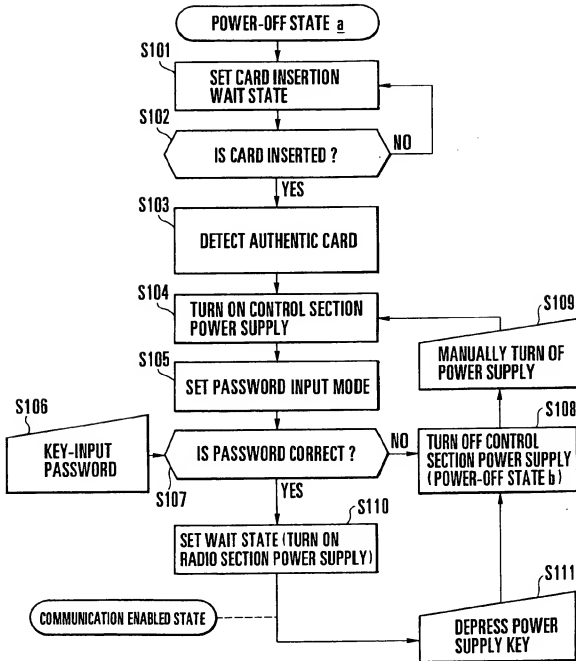 POWER-OFF STATE a
S101
SET CARD INSERTION
WAIT STATE
S102
IS CARD INSERTED ?
NO
YES
S103
DETECT AUTHENTIC CARD
S104
TURN ON CONTROL SECTION
POWER SUPPLY
S109
MANUALLY TURN OF
POWER SUPPLY
S105
SET PASSWORD INPUT MODE
S106
KEY-INPUT
PASSWORD
S107
IS PASSWORD CORRECT ?
NO
YES
S108
TURN OFF CONTROL
SECTION POWER SUPPLY
(POWER-OFF STATE b)
S110
SET WAIT STATE (TURN ON
RADIO SECTION POWER SUPPLY)
COMMUNICATION ENABLED STATE
S111
DEPRESS POWER
SUPPLY KEY